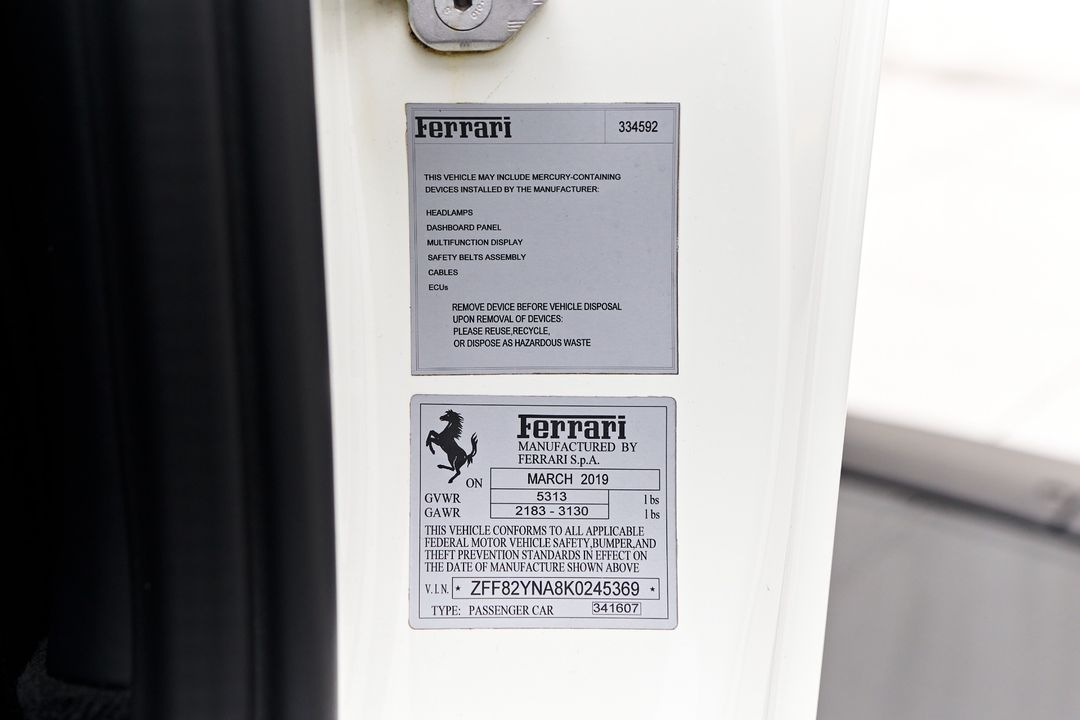 Ferrari 334592
THIS VEHICLE MAY INCLUDE MERCURY-CONTAINING
DEVICES INSTALLED BY THE MANUFACTURER:
HEADLAMPS
DASHBOARD PANEL
MULTIFUNCTION DISPLAY
SAFETY BELTS ASSEMBLY
CABLES
ECUs
REMOVE DEVICE BEFORE VEHICLE DISPOSAL
UPON REMOVAL OF DEVICES:
PLEASE REUSE,RECYCLE,
OR DISPOSE AS HAZARDOUS WASTE
Ferrari
MANUFACTURED BY
FERRARI S.p.A.
ON MARCH 2019
GVWR 5313 lbs
GAWR 2183 - 3130 lbs
THIS VEHICLE CONFORMS TO ALL APPLICABLE
FEDERAL MOTOR VEHICLE SAFETY,BUMPER,AND
THEFT PREVENTION STANDARDS IN EFFECT ON
THE DATE OF MANUFACTURE SHOWN ABOVE
V.I.N. * ZFF82YNA8K0245369 *
TYPE: PASSENGER CAR 341607